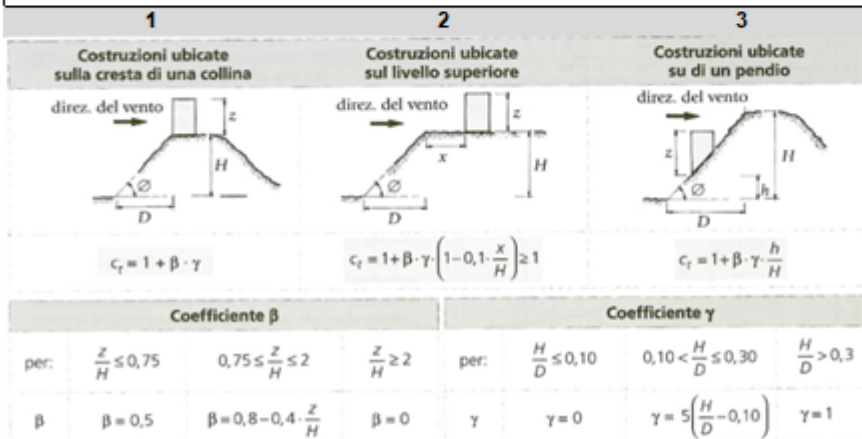 1 2 3
Costruzioni ubicate sulla cresta di una collina
Costruzioni ubicate sul livello superiore
Costruzioni ubicate su di un pendio
direz. del vento z H Ø D
direz. del vento z x H Ø D
direz. del vento z H Ø h D
c_t = 1 + β · γ
c_t = 1+β·γ·(1−0,1·x/H)≥1
c_t = 1+β·γ·h/H
Coefficiente β
Coefficiente γ
per: z/H ≤ 0,75 0,75 ≤ z/H ≤ 2 z/H ≥ 2 per: H/D ≤ 0,10 0,10 < H/D ≤ 0,30 H/D > 0,3
β β = 0,5 β = 0,8−0,4·z/H β = 0 γ γ = 0 γ = 5(H/D −0,10) γ = 1